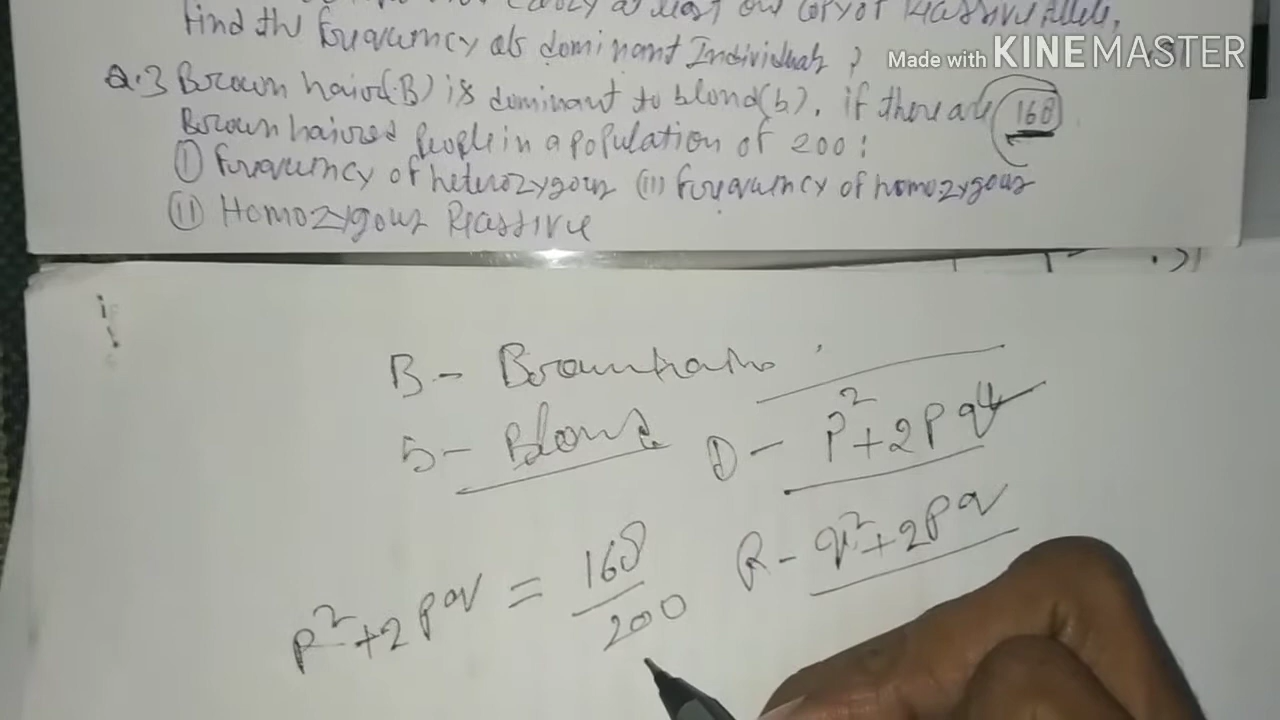 Find the frequency of dominant Individuals ?
Made with KINEMASTER
Q.3 Brown hair (B) is dominant to blond (b). if there are 168
Brown haired People in a population of 200 :
(I) frequency of heterozygous (III) frequency of homozygous
(II) Homozygous Recessive
B - Brown hair
b - Blond
D - P²+2Pq
R - q²+2Pq
P²+2Pq = 168/200